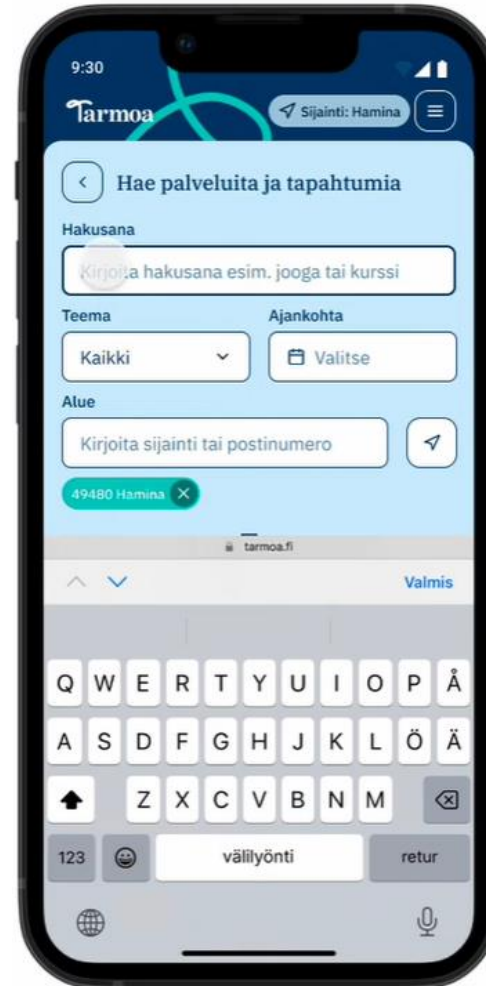 9:30
Tarmoa
Sijainti: Hamina
Hae palveluita ja tapahtumia
Hakusana
Kirjoita hakusana esim. jooga tai kurssi
Teema Ajankohta
Kaikki Valitse
Alue
Kirjoita sijainti tai postinumero
49480 Hamina
tarmoa.fi
Valmis
Q W E R T Y U I O P Å
A S D F G H J K L Ö Ä
Z X C V B N M
123 välilyönti retur